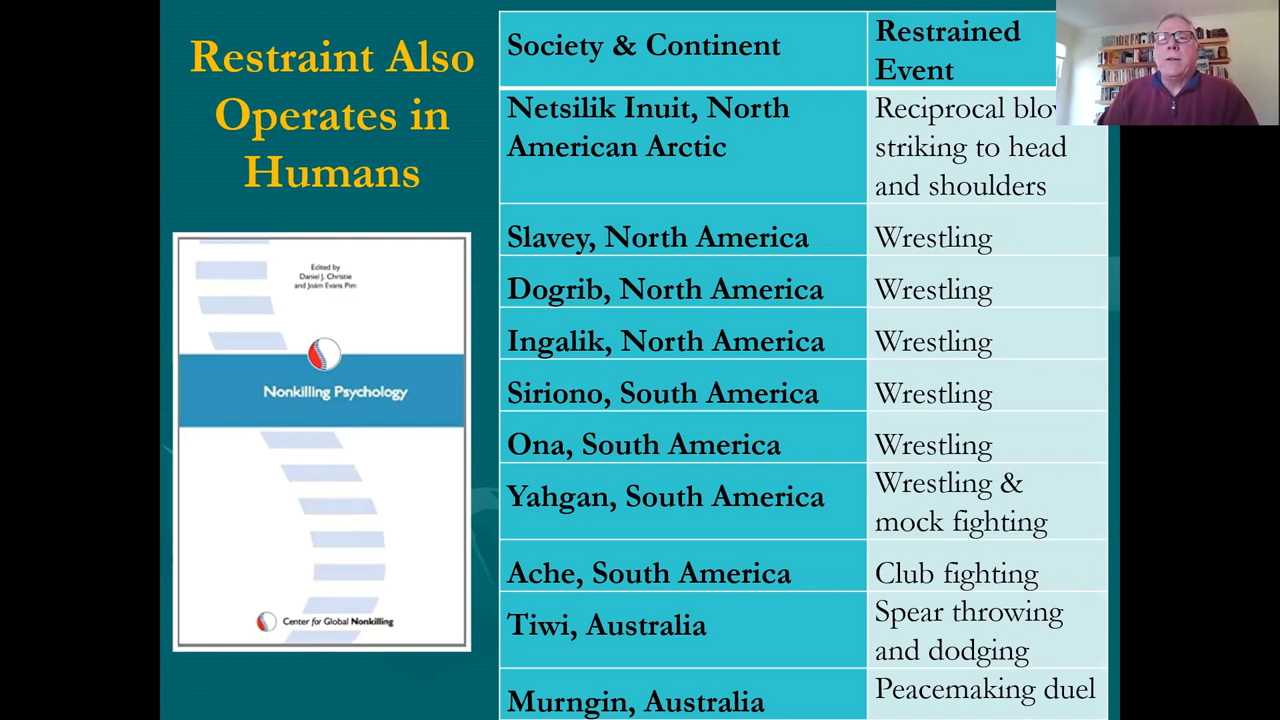 Restraint Also
Operates in
Humans
Edited by
Daniel J. Christie
and Joám Evans Pim
Nonkilling Psychology
Center for Global Nonkilling
Society & Continent
Restrained
Event
Netsilik Inuit, North
American Arctic
Reciprocal
striking to head
and shoulders
Slavey, North America
Wrestling
Dogrib, North America
Wrestling
Ingalik, North America
Wrestling
Siriono, South America
Wrestling
Ona, South America
Wrestling
Yahgan, South America
Wrestling &
mock fighting
Ache, South America
Club fighting
Tiwi, Australia
Spear throwing
and dodging
Murngin, Australia
Peacemaking duel